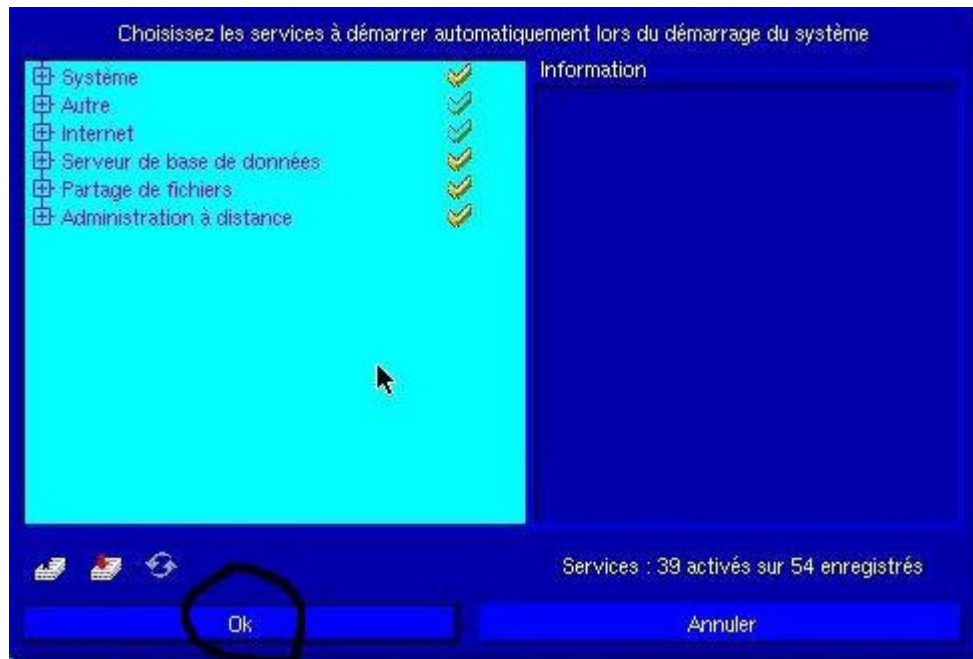 Choisissez les services à démarrer automatiquement lors du démarrage du système
Système
Autre
Internet
Serveur de base de données
Partage de fichiers
Administration à distance
Information
Services : 39 activés sur 54 enregistrés
Ok
Annuler